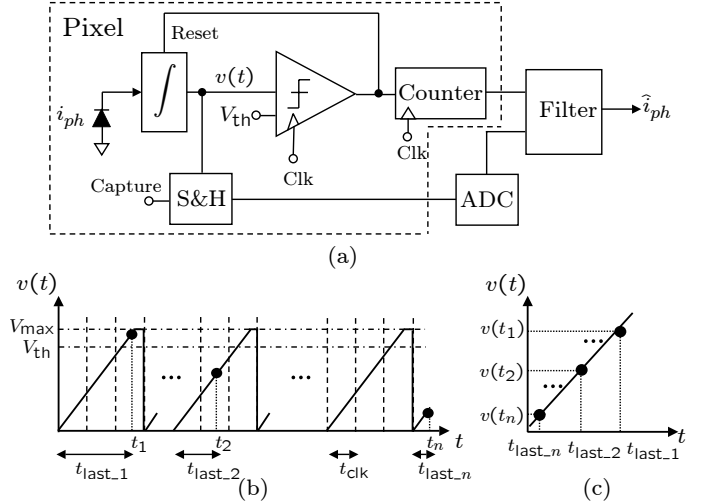 Pixel
Reset
∫
v(t)
i_ph
V_th
Clk
Counter
Clk
Filter
î_ph
Capture
S&H
ADC
(a)
v(t)
V_max
V_th
... ...
t_1 t_2 t_n t
t_last_1 t_last_2 t_clk t_last_n
(b)
v(t)
v(t_1)
v(t_2)
v(t_n)
... ...
t
t_last_n t_last_2 t_last_1
(c)